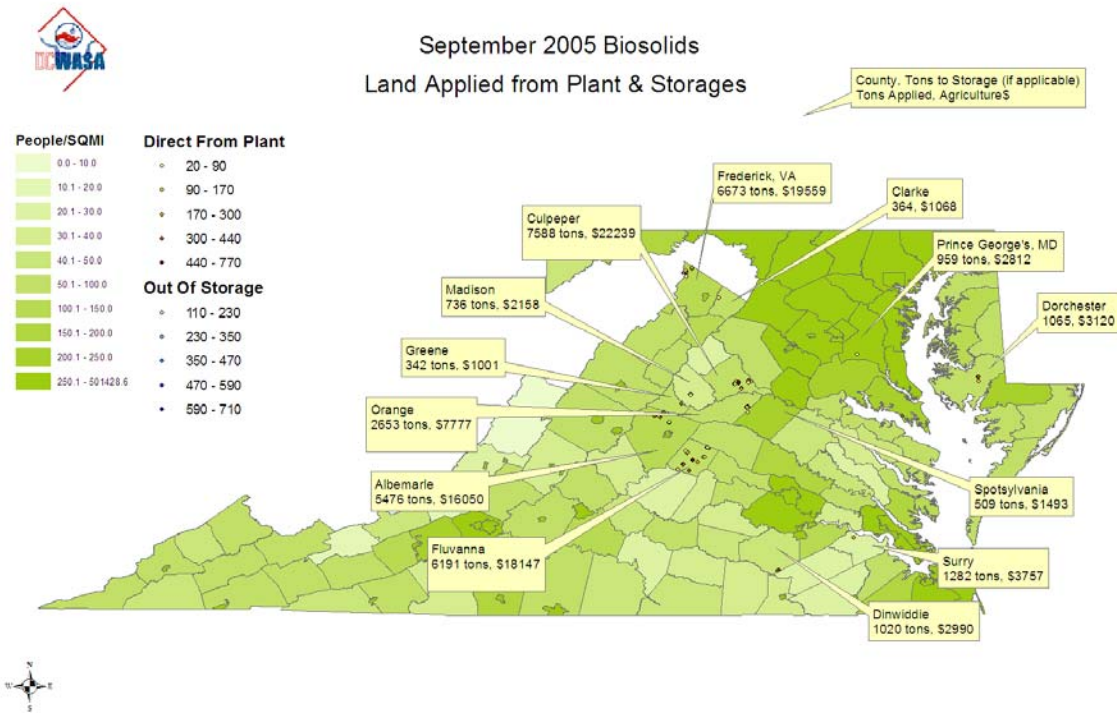 DCWASA
September 2005 Biosolids
Land Applied from Plant & Storages
County, Tons to Storage (if applicable)
Tons Applied, Agriculture$
People/SQMI
0.0 - 10.0
10.1 - 20.0
20.1 - 30.0
30.1 - 40.0
40.1 - 50.0
50.1 - 100.0
100.1 - 150.0
150.1 - 200.0
200.1 - 250.0
250.1 - 501428.6
Direct From Plant
20 - 90
90 - 170
170 - 300
300 - 440
440 - 770
Out Of Storage
110 - 230
230 - 350
350 - 470
470 - 590
590 - 710
Frederick, VA
6673 tons, $19559
Clarke
364, $1068
Culpeper
7588 tons, $22239
Prince George's, MD
959 tons, $2812
Madison
736 tons, $2158
Dorchester
1065, $3120
Greene
342 tons, $1001
Orange
2653 tons, $7777
Albemarle
5476 tons, $16050
Spotsylvania
509 tons, $1493
Fluvanna
6191 tons, $18147
Surry
1282 tons, $3757
Dinwiddie
1020 tons, $2990
N
W
E
S